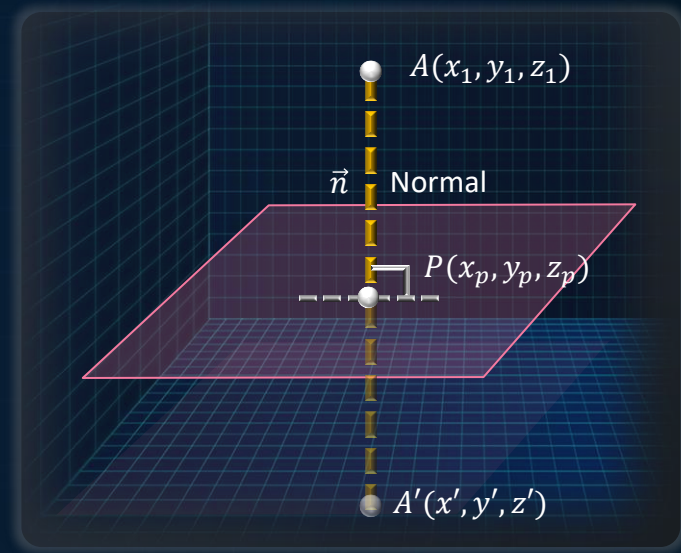 A(x₁, y₁, z₁)
n⃗ Normal
P(xₚ, yₚ, zₚ)
A′(x′, y′, z′)